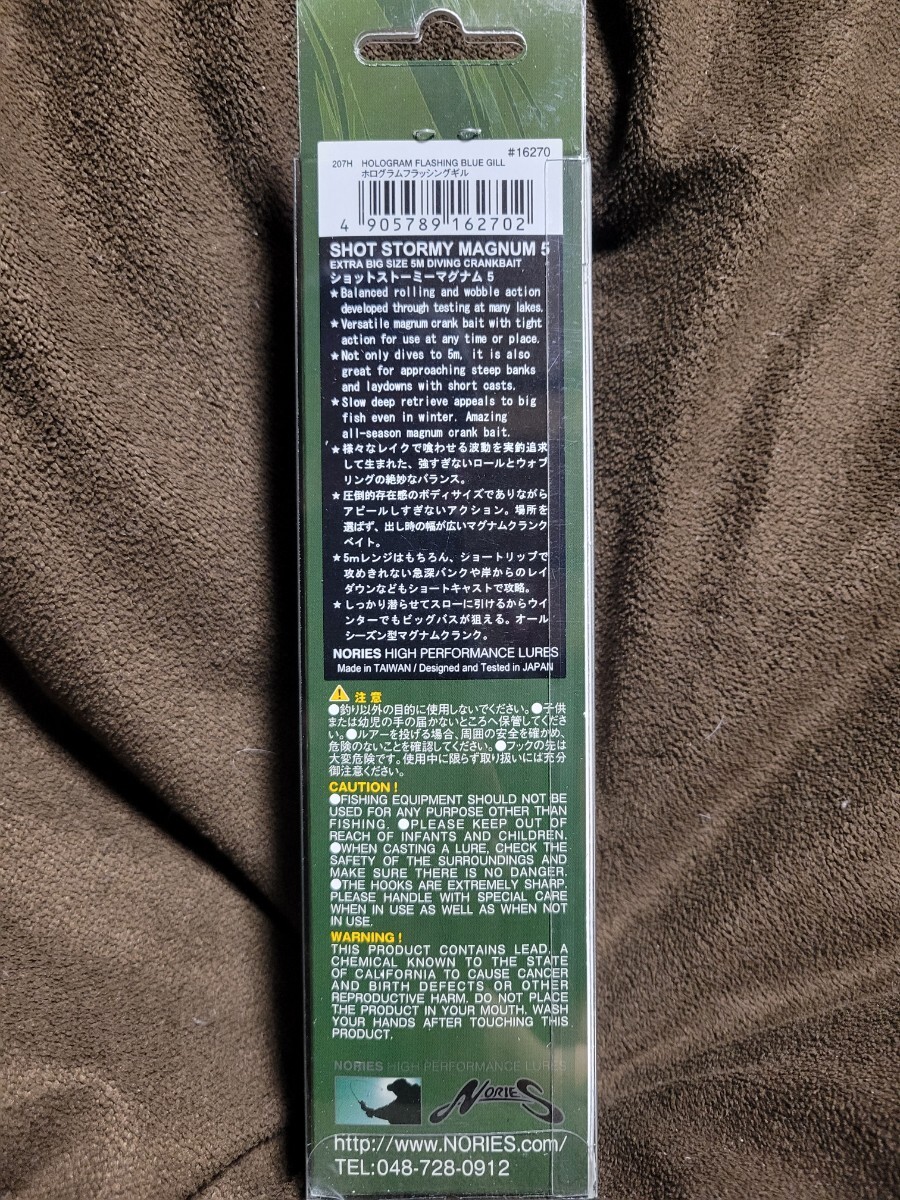 #16270
207H HOLOGRAM FLASHING BLUE GILL
ホログラムフラッシングギル
4 905789 162702
SHOT STORMY MAGNUM 5
EXTRA BIG SIZE 5M DIVING CRANKBAIT
ショットストーミーマグナム 5
★Balanced rolling and wobble action
developed through testing at many lakes.
★Versatile magnum crank bait with tight
action for use at any time or place.
★Not only dives to 5m, it is also
great for approaching steep banks
and laydowns with short casts.
★Slow deep retrieve appeals to big
fish even in winter. Amazing
all-season magnum crank bait.
★様々なレイクで喰わせる波動を実釣追求
して生まれた、強すぎないロールとウォブ
リングの絶妙なバランス。
★圧倒的存在感のボディサイズでありながら
アピールしすぎないアクション。場所を
選ばず、出し時の幅が広いマグナムクランク
ベイト。
★5mレンジはもちろん、ショートリップで
攻めきれない急深バンクや岸からのレイ
ダウンなどもショートキャストで攻略。
★しっかり潜らせてスローに引けるからウイ
ンターでもビッグバスが狙える。オール
シーズン型マグナムクランク。
NORIES HIGH PERFORMANCE LURES
Made in TAIWAN / Designed and Tested in JAPAN
注意
●釣り以外の目的に使用しないでください。●子供
または幼児の手の届かないところへ保管してくださ
い。●ルアーを投げる場合、周囲の安全を確かめ、
危険のないことを確認してください。●フックの先は
大変危険です。使用中に限らず取り扱いには充分
御注意ください。
CAUTION !
●FISHING EQUIPMENT SHOULD NOT BE
USED FOR ANY PURPOSE OTHER THAN
FISHING. ●PLEASE KEEP OUT OF
REACH OF INFANTS AND CHILDREN.
●WHEN CASTING A LURE, CHECK THE
SAFETY OF THE SURROUNDINGS AND
MAKE SURE THERE IS NO DANGER.
●THE HOOKS ARE EXTREMELY SHARP.
PLEASE HANDLE WITH SPECIAL CARE
WHEN IN USE AS WELL AS WHEN NOT
IN USE.
WARNING !
THIS PRODUCT CONTAINS LEAD, A
CHEMICAL KNOWN TO THE STATE
OF CALIFORNIA TO CAUSE CANCER
AND BIRTH DEFECTS OR OTHER
REPRODUCTIVE HARM. DO NOT PLACE
THE PRODUCT IN YOUR MOUTH. WASH
YOUR HANDS AFTER TOUCHING THIS
PRODUCT.
NORIES HIGH PERFORMANCE LURES
NORIES
http://www.NORIES.com/
TEL:048-728-0912